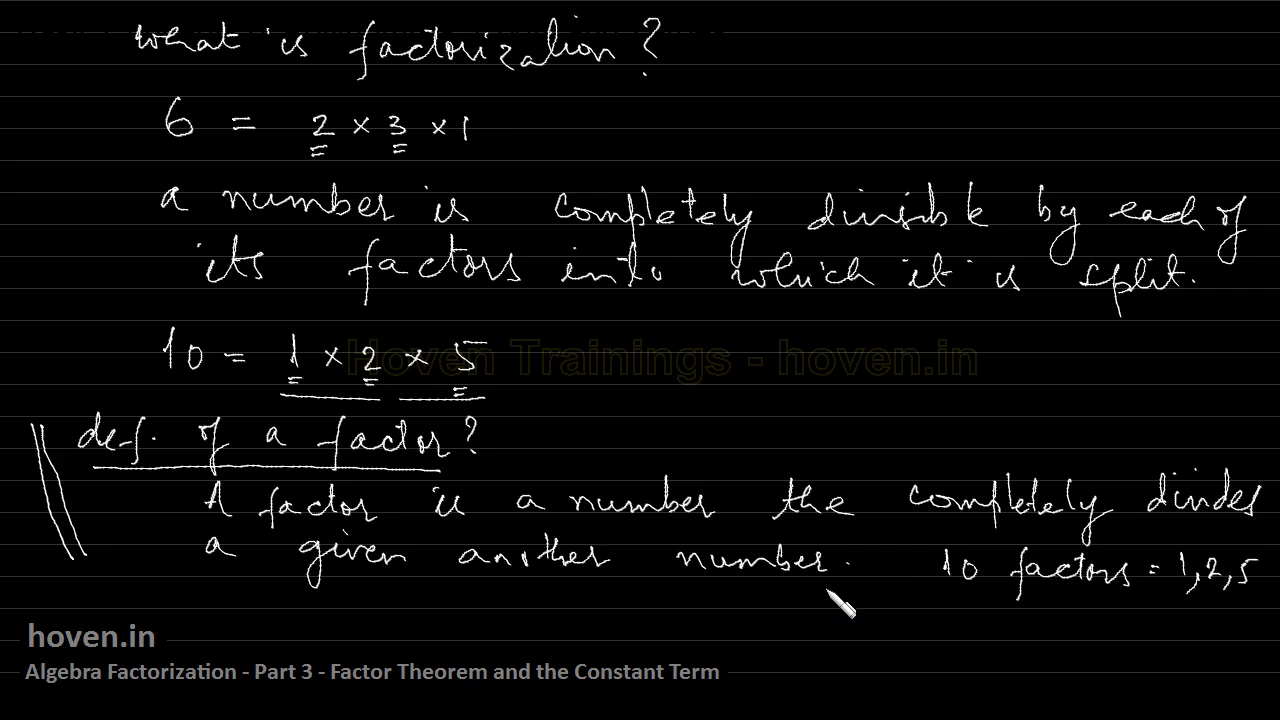 what is factorization?
6 = 2 × 3 × 1
a number is completely divisible by each of
its factors into which it is split.
10 = 1 × 2 × 5
Hoven Trainings - hoven.in
def. of a factor?
A factor is a number the completely divides
a given another number. 10 factors = 1, 2, 5
hoven.in
Algebra Factorization - Part 3 - Factor Theorem and the Constant Term